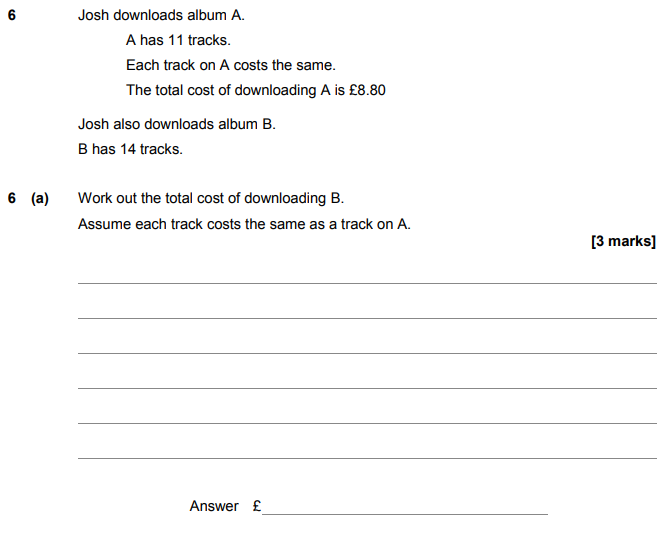 6 Josh downloads album A.
A has 11 tracks.
Each track on A costs the same.
The total cost of downloading A is £8.80
Josh also downloads album B.
B has 14 tracks.
6 (a) Work out the total cost of downloading B.
Assume each track costs the same as a track on A.
[3 marks]
Answer £